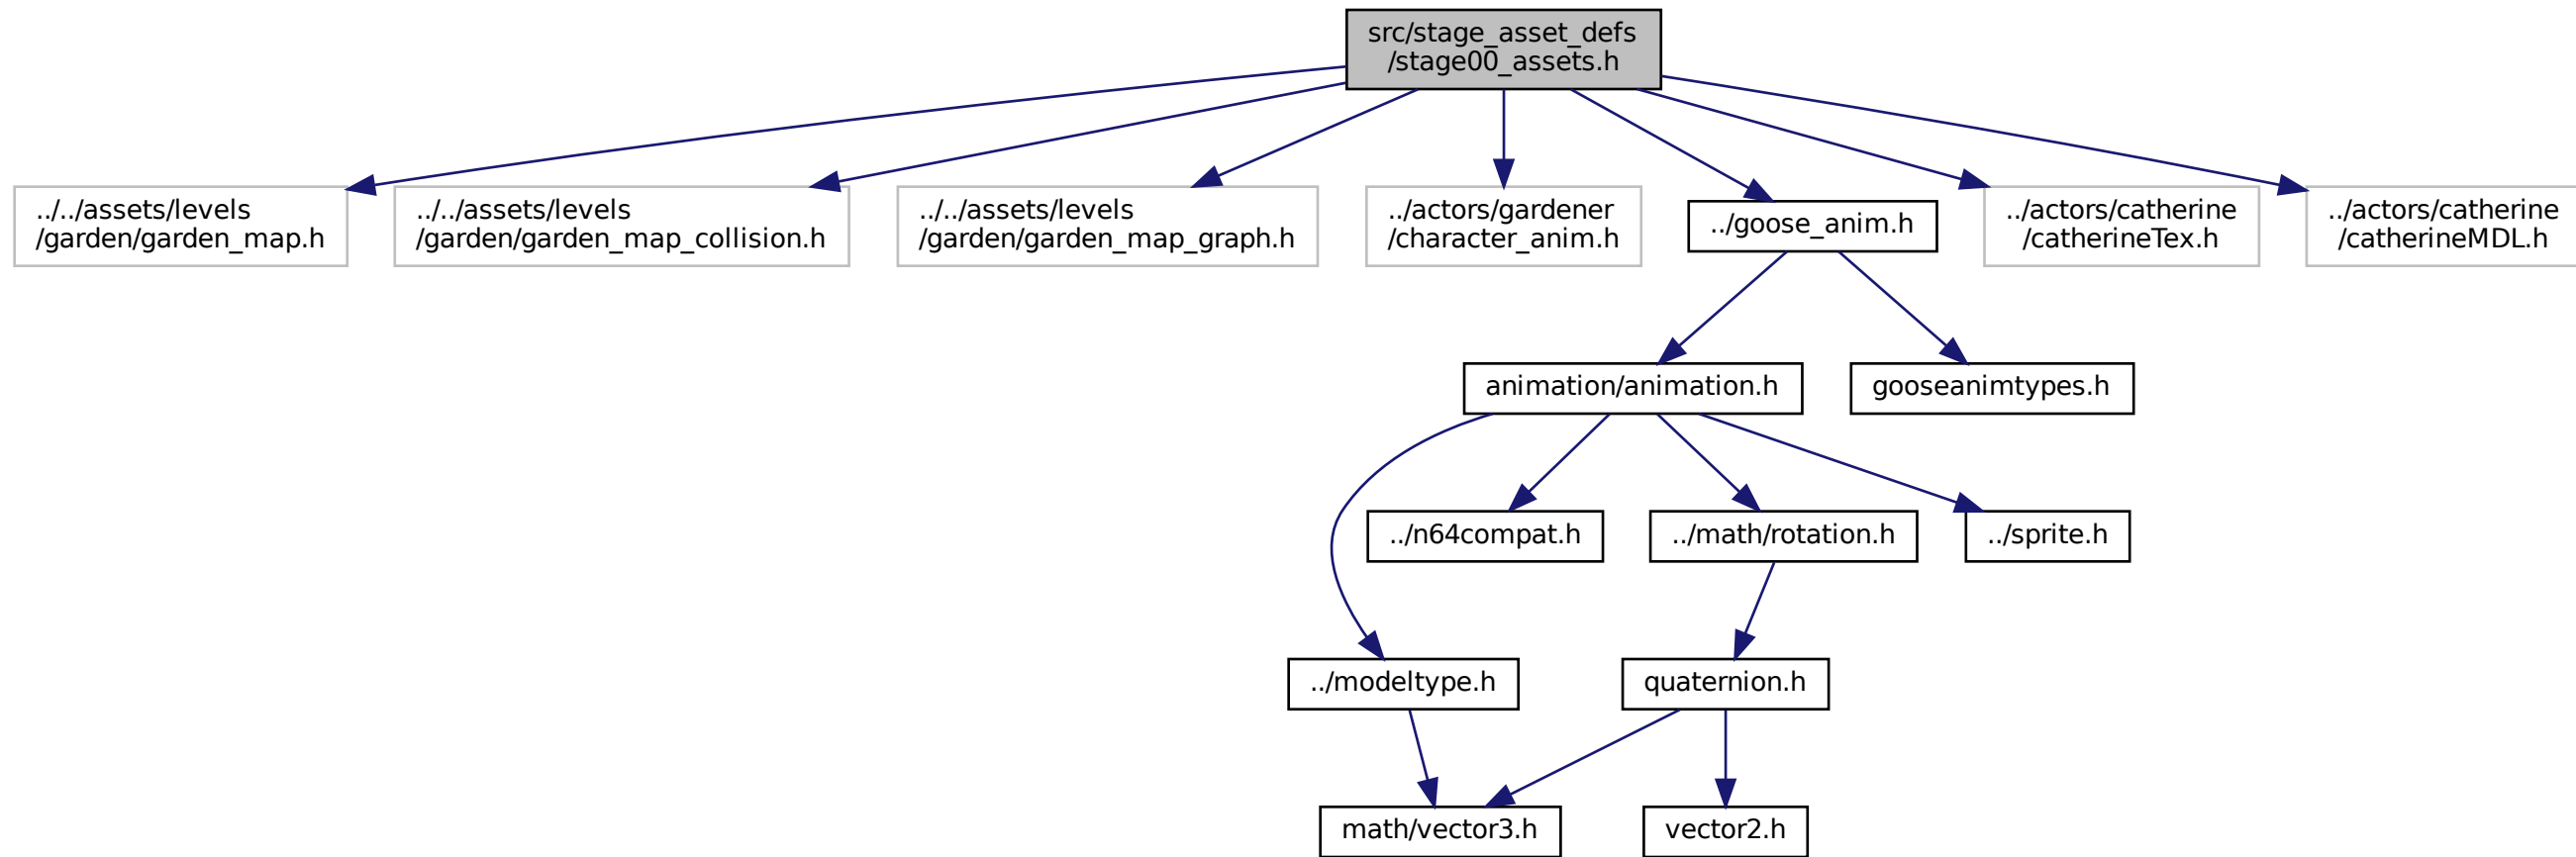 src/stage_asset_defs
/stage00_assets.h
../../assets/levels
/garden/garden_map.h
../../assets/levels
/garden/garden_map_collision.h
../../assets/levels
/garden/garden_map_graph.h
../actors/gardener
/character_anim.h
../goose_anim.h
../actors/catherine
/catherineTex.h
../actors/catherine
/catherineMDL.h
animation/animation.h
gooseanimtypes.h
../n64compat.h
../math/rotation.h
../sprite.h
../modeltype.h
quaternion.h
math/vector3.h
vector2.h